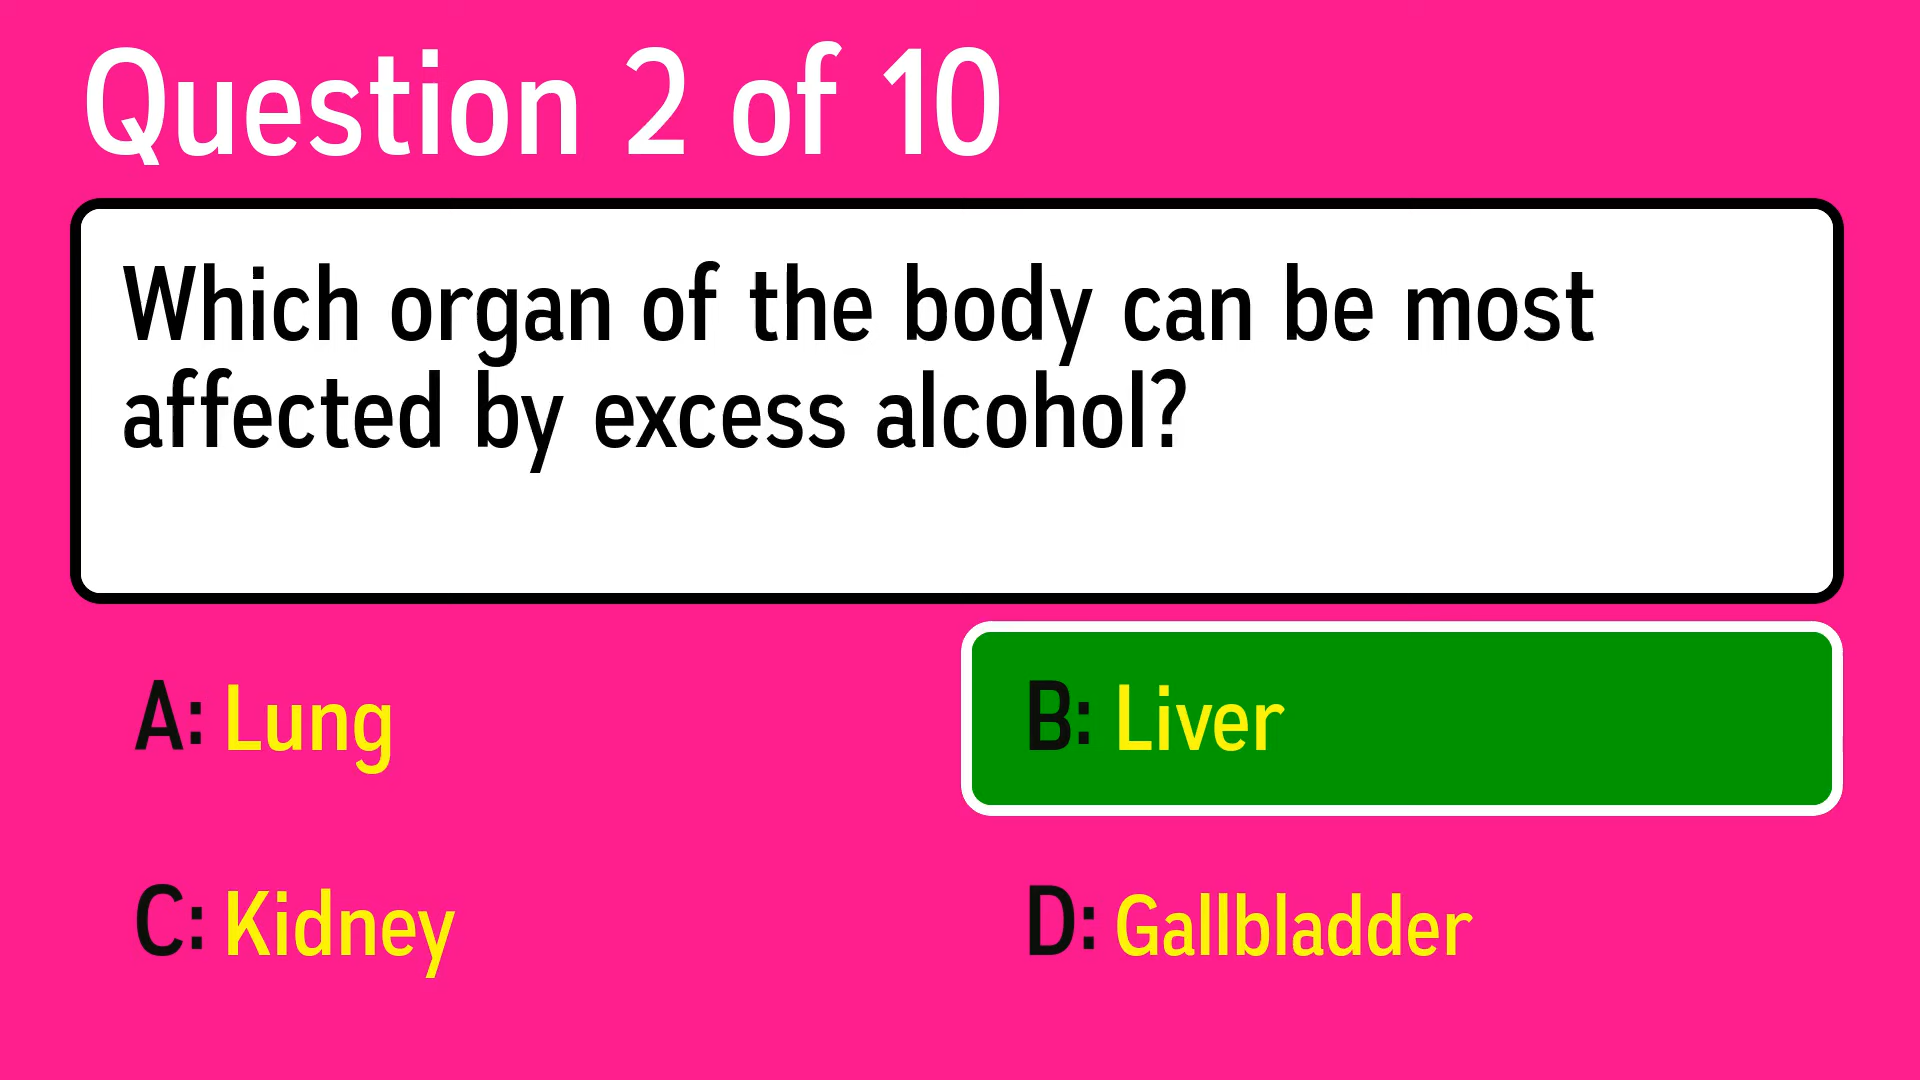 Question 2 of 10
Which organ of the body can be most
affected by excess alcohol?
A: Lung
B: Liver
C: Kidney
D: Gallbladder